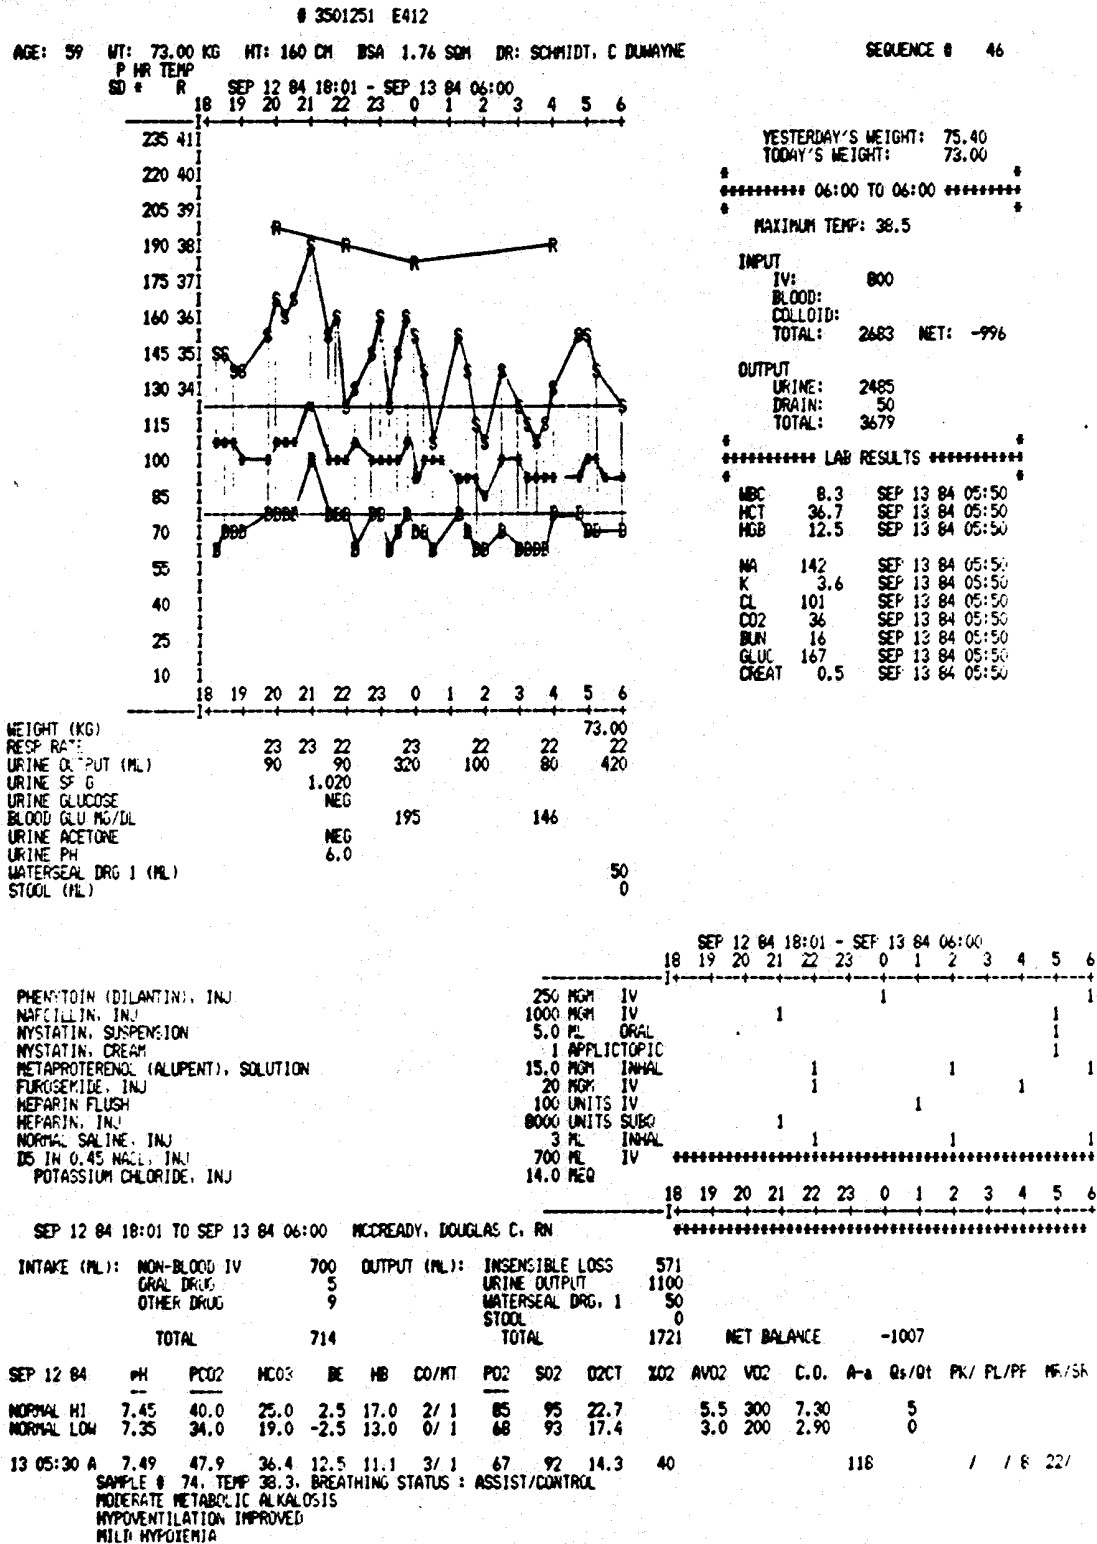 # 3501251 E412
AGE: 59 WT: 73.00 KG HT: 160 CM BSA 1.76 SQM DR: SCHMIDT, C DUWAYNE SEQUENCE # 46
P HR TEMP
SD * R SEP 12 84 18:01 - SEP 13 84 06:00
18 19 20 21 22 23 0 1 2 3 4 5 6
235 41
220 40
205 39
190 38
175 37
160 36
145 35
130 34
115
100
85
70
55
40
25
10
18 19 20 21 22 23 0 1 2 3 4 5 6
YESTERDAY'S WEIGHT: 75.40
TODAY'S WEIGHT: 73.00
********** 06:00 TO 06:00 *********
MAXIMUM TEMP: 38.5
INPUT
IV: 800
BLOOD:
COLLOID:
TOTAL: 2683 NET: -996
OUTPUT
URINE: 2485
DRAIN: 50
TOTAL: 3679
*********** LAB RESULTS **********
WBC 8.3 SEP 13 84 05:50
HCT 36.7 SEP 13 84 05:50
HGB 12.5 SEP 13 84 05:50
NA 142 SEP 13 84 05:50
K 3.6 SEP 13 84 05:50
CL 101 SEP 13 84 05:50
CO2 36 SEP 13 84 05:50
BUN 16 SEP 13 84 05:50
GLUC 167 SEP 13 84 05:50
CREAT 0.5 SEP 13 84 05:50
WEIGHT (KG) 73.00
RESP RATE 23 23 22 23 22 22 22
URINE OUTPUT (ML) 90 90 320 100 80 420
URINE SP G 1.020
URINE GLUCOSE NEG
BLOOD GLU MG/DL 195 146
URINE ACETONE NEG
URINE PH 6.0
WATERSEAL DRG 1 (ML) 50
STOOL (ML) 0
SEP 12 84 18:01 - SEP 13 84 06:00
18 19 20 21 22 23 0 1 2 3 4 5 6
PHENYTOIN (DILANTIN), INJ 250 MGM IV 1 1
NAFCILLIN, INJ 1000 MGM IV 1 1
NYSTATIN, SUSPENSION 5.0 ML ORAL 1
NYSTATIN, CREAM 1 APPLICTOPIC 1
METAPROTERENOL (ALUPENT), SOLUTION 15.0 MGM INHAL 1 1 1
FUROSEMIDE, INJ 20 MGM IV 1 1
HEPARIN FLUSH 100 UNITS IV 1
HEPARIN, INJ 8000 UNITS SUBQ 1
NORMAL SALINE, INJ 3 ML INHAL 1 1 1
D5 IN 0.45 NACL, INJ 700 ML IV
POTASSIUM CHLORIDE, INJ 14.0 MEQ
18 19 20 21 22 23 0 1 2 3 4 5 6
SEP 12 84 18:01 TO SEP 13 84 06:00 MCCREADY, DOUGLAS C, RN
INTAKE (ML): NON-BLOOD IV 700 OUTPUT (ML): INSENSIBLE LOSS 571
ORAL DRUG 5 URINE OUTPUT 1100
OTHER DRUG 9 WATERSEAL DRG, 1 50
STOOL 0
TOTAL 714 TOTAL 1721 NET BALANCE -1007
SEP 12 84 pH PCO2 HCO3 BE HB CO/MT PO2 SO2 O2CT %O2 AVO2 VO2 C.O. A-a Qs/Qt PK/ PL/PP MR/SR
NORMAL HI 7.45 40.0 25.0 2.5 17.0 2/ 1 85 95 22.7 5.5 300 7.30 5
NORMAL LOW 7.35 34.0 19.0 -2.5 13.0 0/ 1 68 93 17.4 3.0 200 2.90 0
13 05:30 A 7.49 47.9 36.4 12.5 11.1 3/ 1 67 92 14.3 40 118 / / 8 22/
SAMPLE # 74, TEMP 38.3, BREATHING STATUS : ASSIST/CONTROL
MODERATE METABOLIC ALKALOSIS
HYPOVENTILATION IMPROVED
MILD HYPOXEMIA